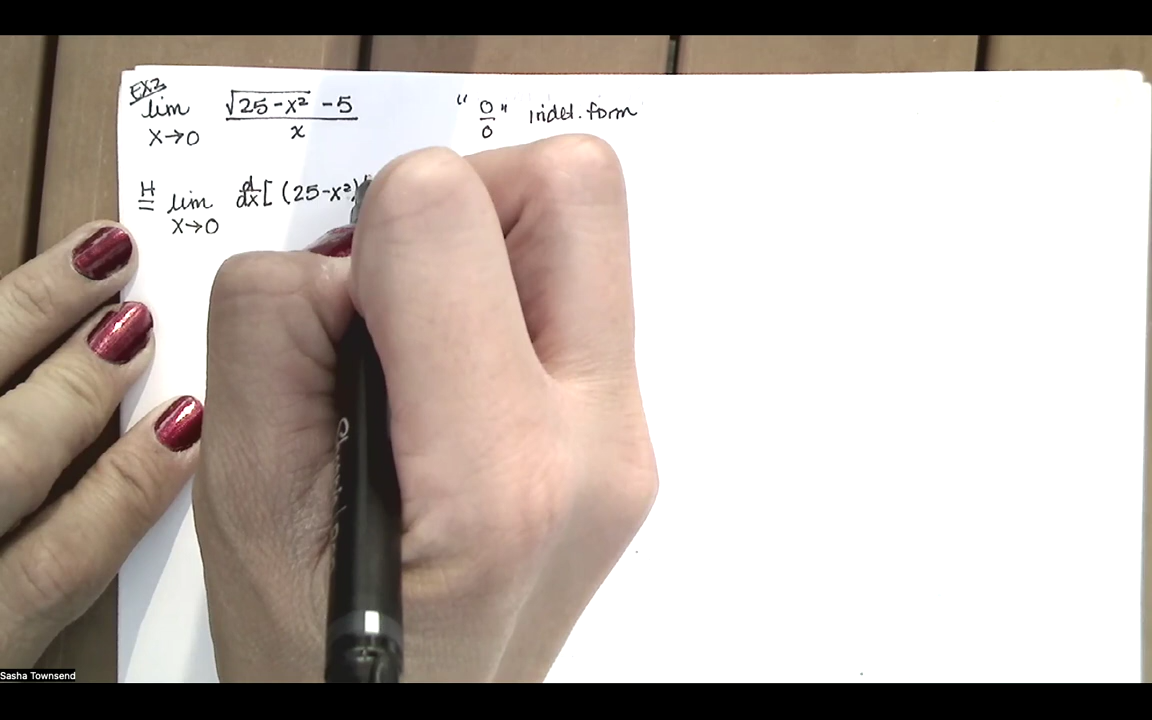 EX2
lim √25-x² - 5 / x "0/0" indet. form
x→0
H= lim d/dx[(25-x²)
x→0
Sasha Townsend